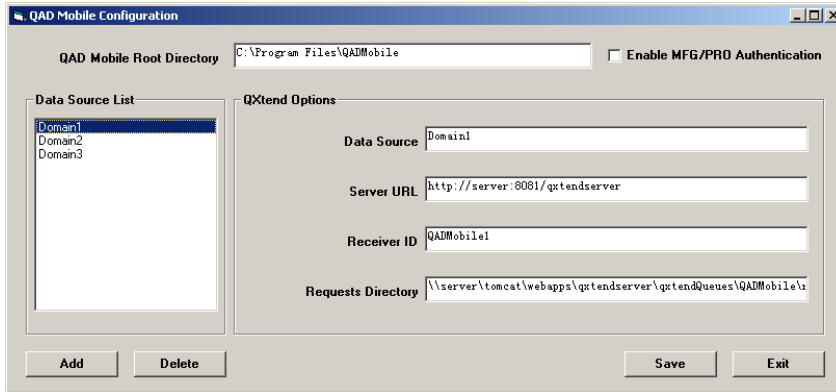 QAD Mobile Configuration
QAD Mobile Root Directory C:\Program Files\QADMobile Enable MFG/PRO Authentication
Data Source List
Domain1
Domain2
Domain3
QXtend Options
Data Source Domain1
Server URL http://server:8081/qxtendserver
Receiver ID QADMobile1
Requests Directory \\server\tomcat\webapps\qxtendserver\qxtendQueues\QADMobile\
Add Delete Save Exit